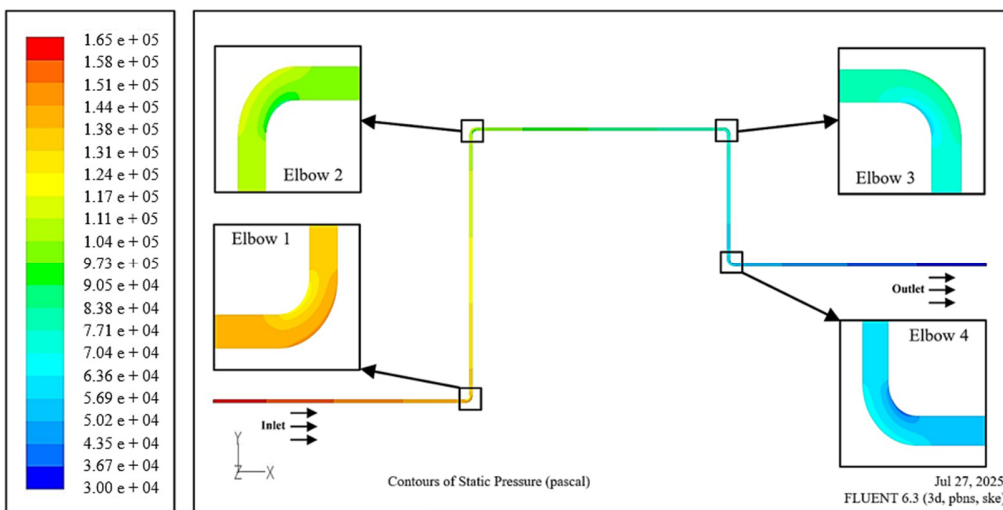 1.65 e + 05
1.58 e + 05
1.51 e + 05
1.44 e + 05
1.38 e + 05
1.31 e + 05
1.24 e + 05
1.17 e + 05
1.11 e + 05
1.04 e + 05
9.73 e + 05
9.05 e + 04
8.38 e + 04
7.71 e + 04
7.04 e + 04
6.36 e + 04
5.69 e + 04
5.02 e + 04
4.35 e + 04
3.67 e + 04
3.00 e + 04
Elbow 2
Elbow 3
Elbow 1
Outlet
Elbow 4
Inlet
Y
Z X
Contours of Static Pressure (pascal)
Jul 27, 2025
FLUENT 6.3 (3d, pbns, ske)